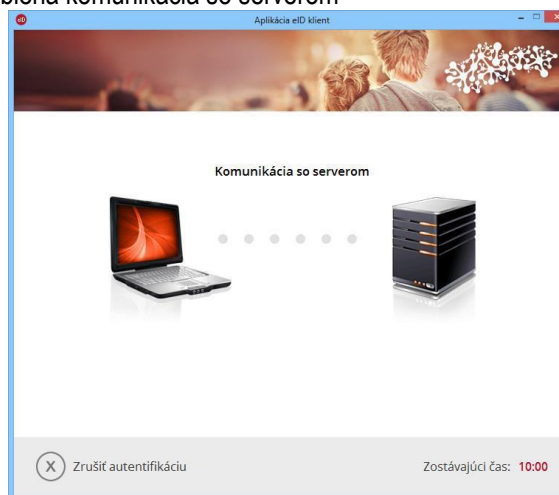 komunikácia so serverom
Aplikácia eID klient
Komunikácia so serverom
X Zrušiť autentifikáciu
Zostávajúci čas: 10:00